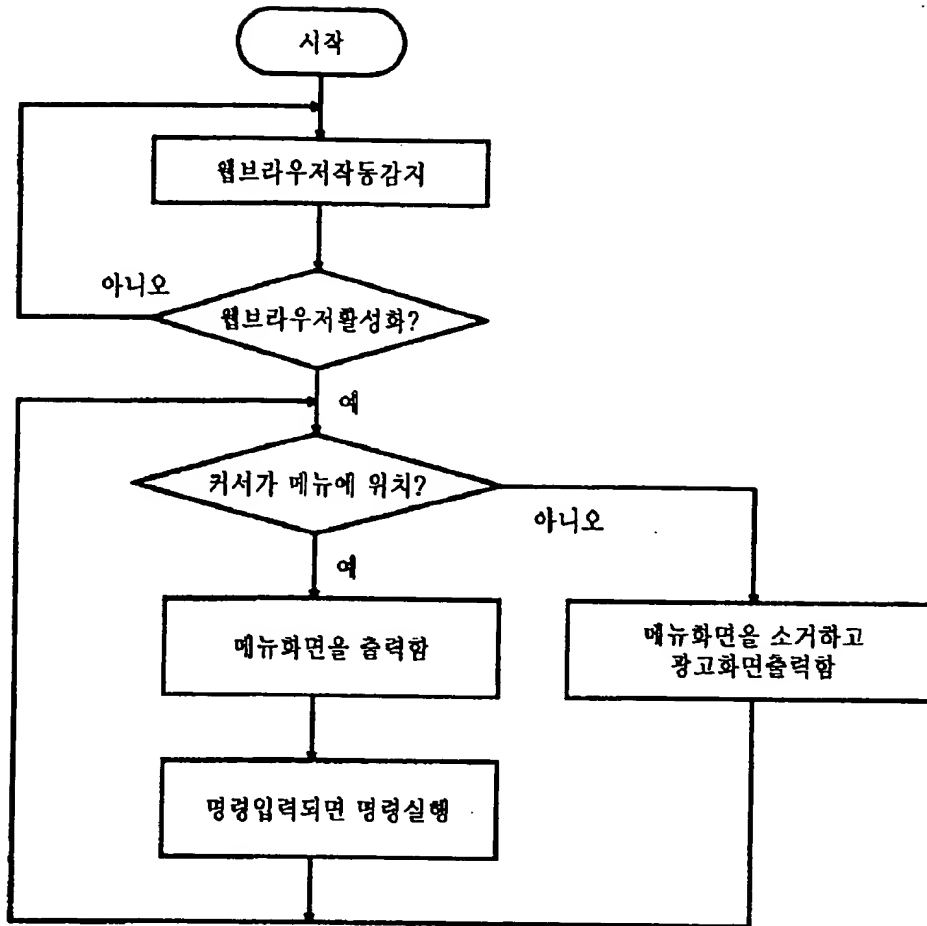 시작
웹브라우저작동감지
아니오
웹브라우저활성화?
예
커서가 메뉴에 위치?
아니오
예
메뉴화면을 출력함
메뉴화면을 소거하고
광고화면출력함
명령입력되면 명령실행